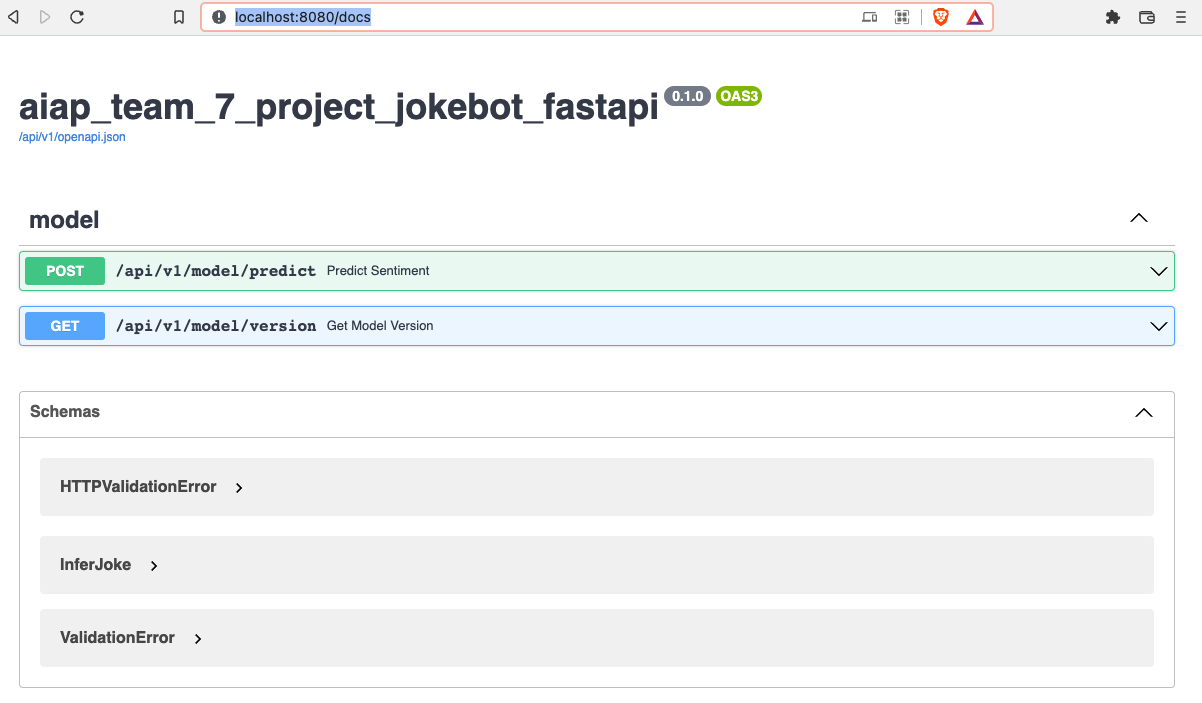 localhost:8080/docs
aiap_team_7_project_jokebot_fastapi 0.1.0 OAS3
/api/v1/openapi.json
model
POST /api/v1/model/predict Predict Sentiment
GET /api/v1/model/version Get Model Version
Schemas
HTTPValidationError
InferJoke
ValidationError